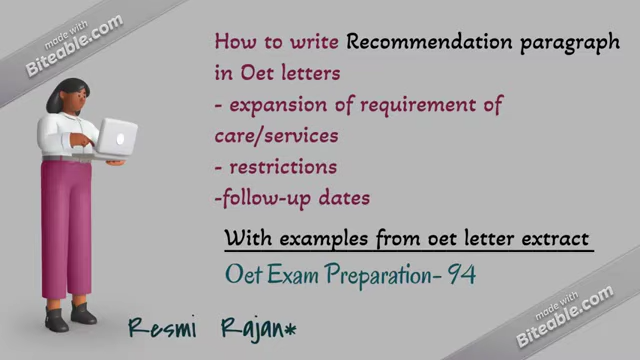 made with
Biteable.com
How to write Recommendation paragraph
in Oet letters
- expansion of requirement of
care/services
- restrictions
-follow-up dates
With examples from oet letter extract
Oet Exam Preparation- 94
Resmi Rajan*
made with
Biteable.com